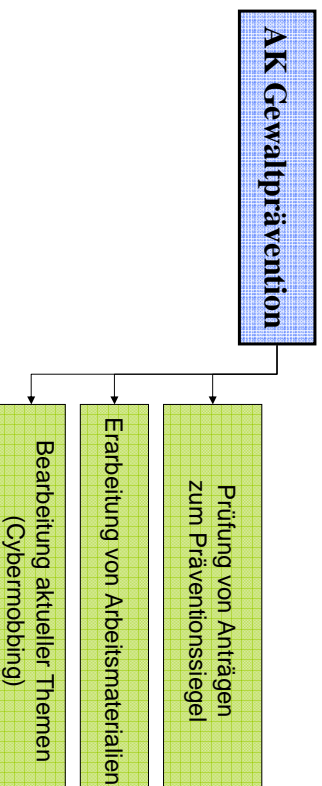 AK Gewaltprävention
Prüfung von Anträgen
zum Präventionssiegel
Erarbeitung von Arbeitsmaterialien
Bearbeitung aktueller Themen
(Cybermobbing)